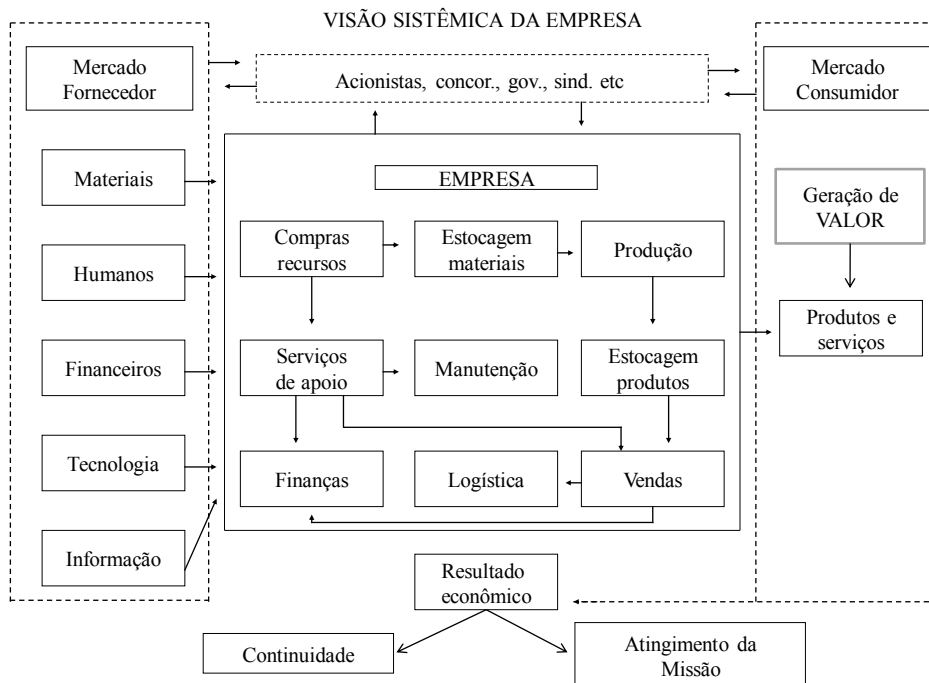 VISÃO SISTÊMICA DA EMPRESA
Mercado
Fornecedor
Acionistas, concor., gov., sind. etc
Mercado
Consumidor
Materiais
Humanos
Financeiros
Tecnologia
Informação
EMPRESA
Compras
recursos
Estocagem
materiais
Produção
Serviços
de apoio
Manutenção
Estocagem
produtos
Finanças
Logística
Vendas
Geração de
VALOR
Produtos e
serviços
Resultado
econômico
Continuidade
Atingimento da
Missão